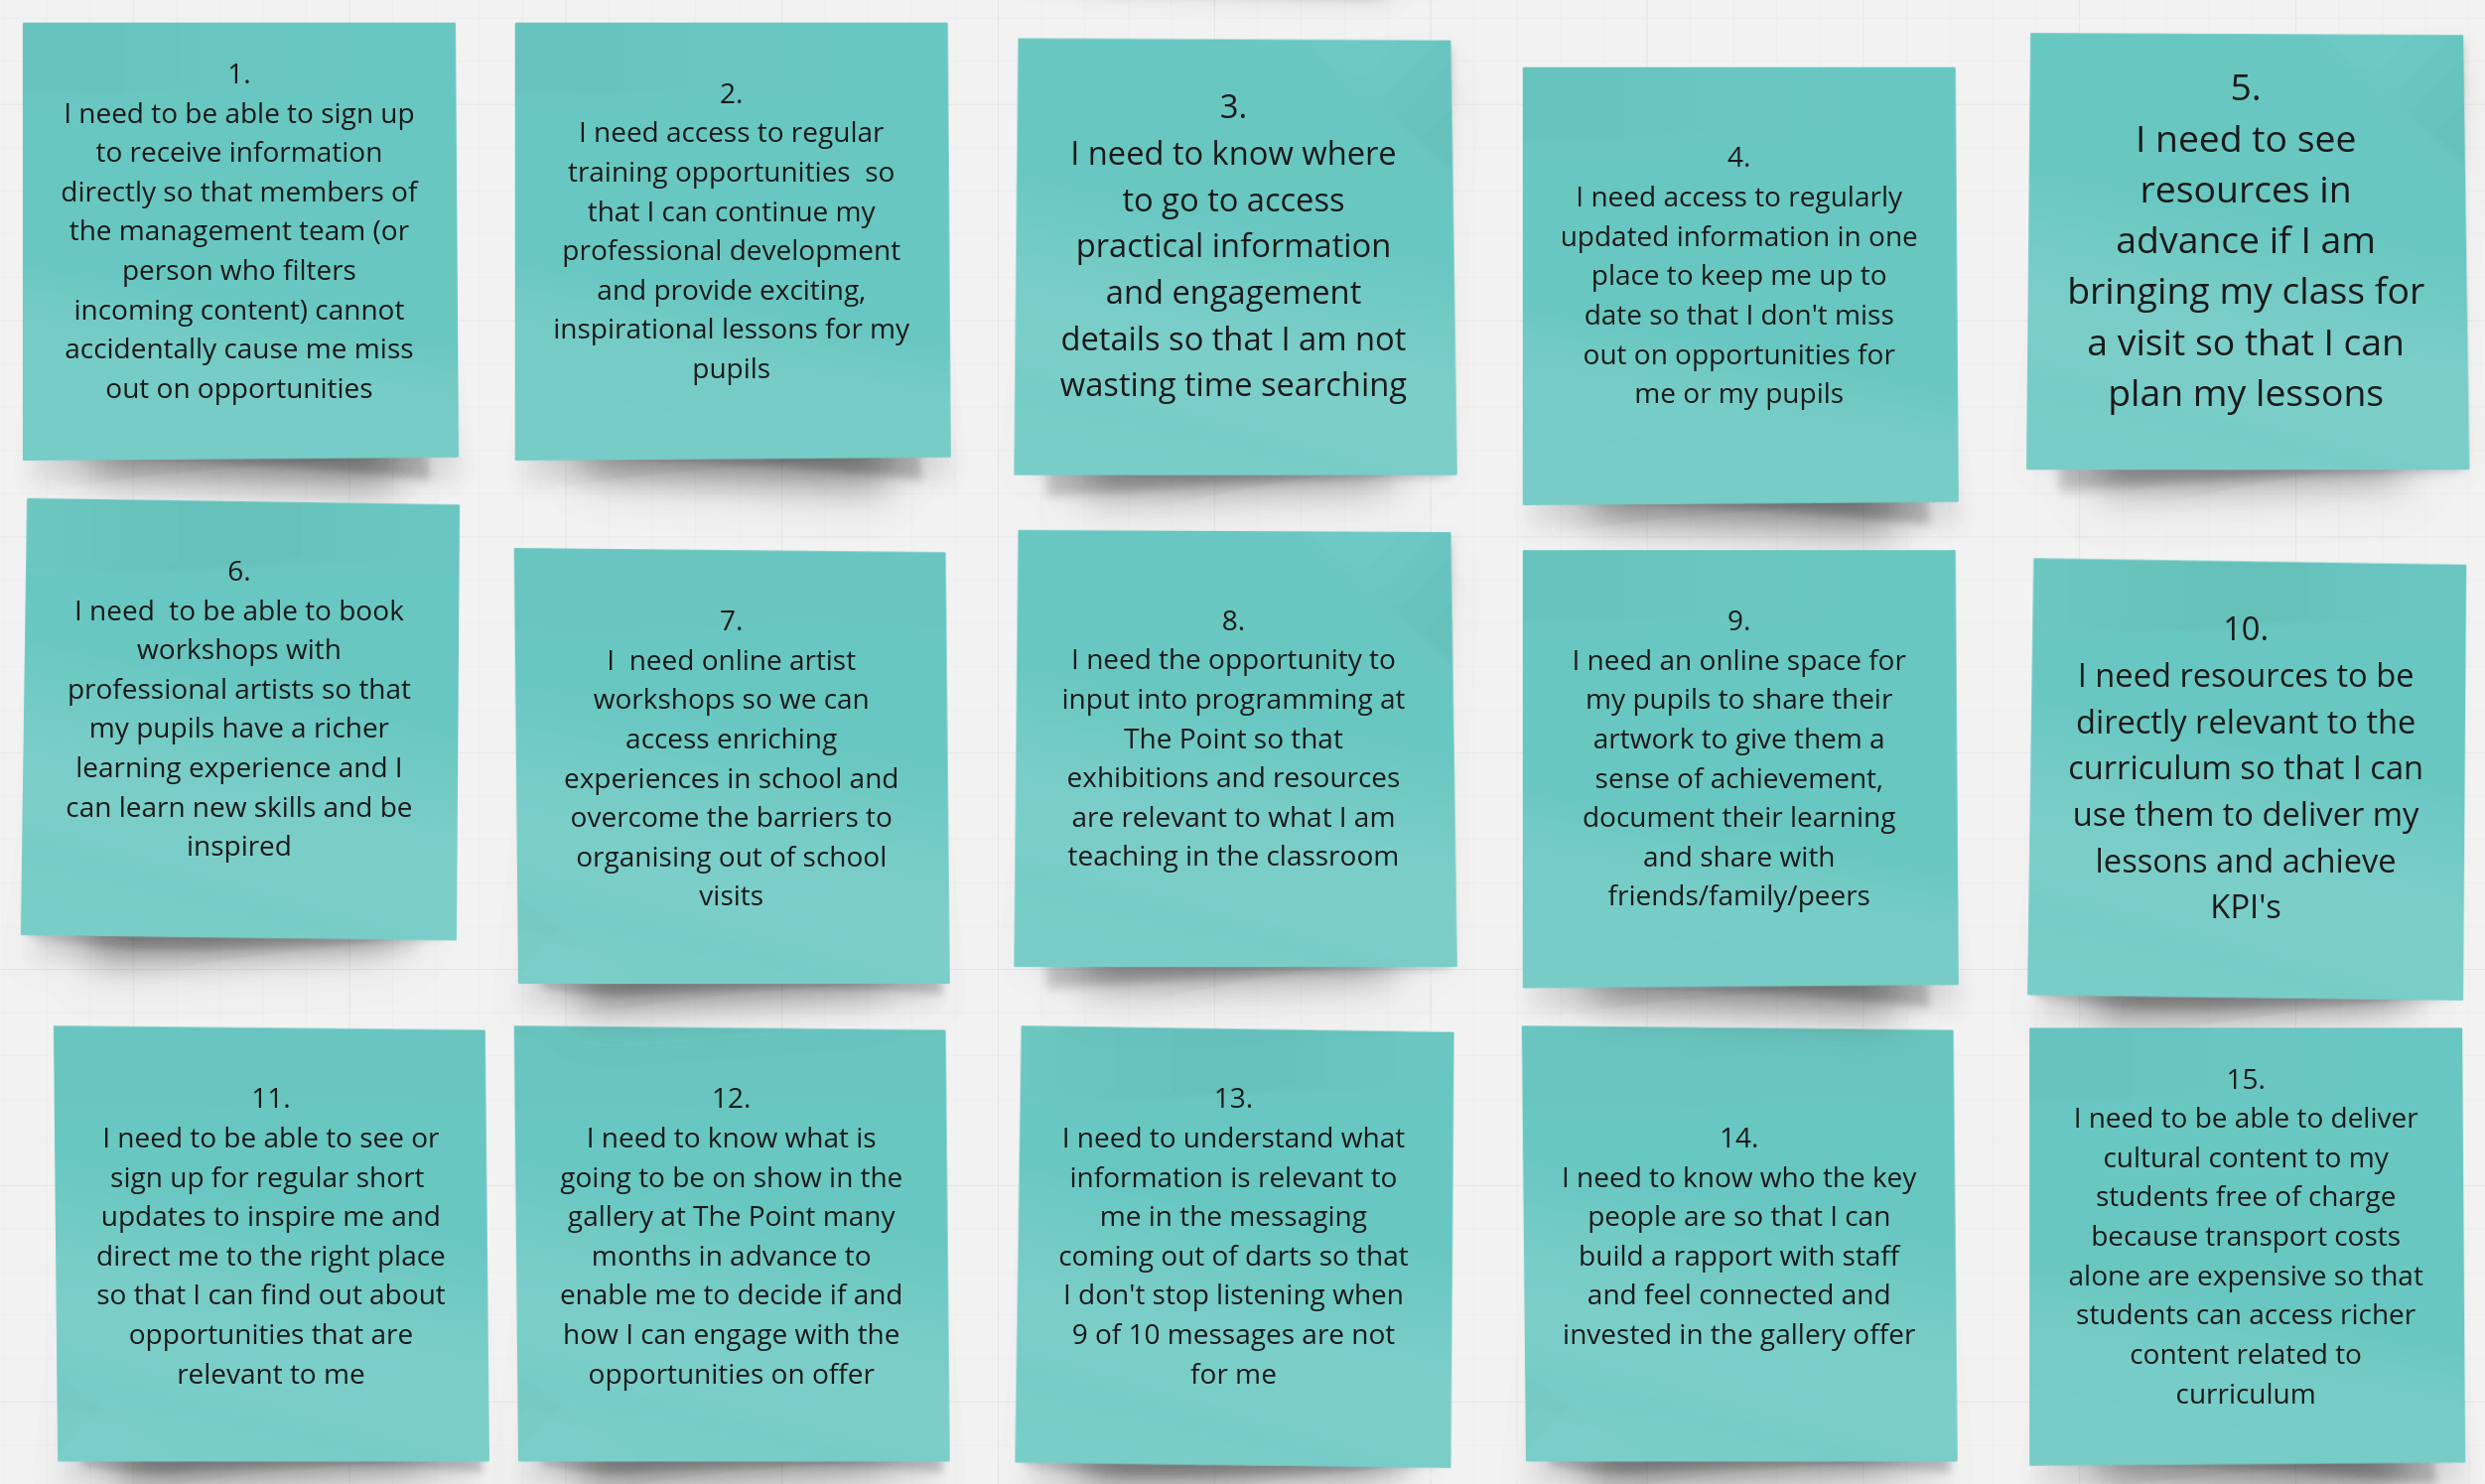 1.
I need to be able to sign up
to receive information
directly so that members of
the management team (or
person who filters
incoming content) cannot
accidentally cause me miss
out on opportunities
2.
I need access to regular
training opportunities  so
that I can continue my
professional development
and provide exciting,
inspirational lessons for my
pupils
3.
I need to know where
to go to access
practical information
and engagement
details so that I am not
wasting time searching
4.
I need access to regularly
updated information in one
place to keep me up to
date so that I don't miss
out on opportunities for
me or my pupils
5.
I need to see
resources in
advance if I am
bringing my class for
a visit so that I can
plan my lessons
6.
I need  to be able to book
workshops with
professional artists so that
my pupils have a richer
learning experience and I
can learn new skills and be
inspired
7.
I  need online artist
workshops so we can
access enriching
experiences in school and
overcome the barriers to
organising out of school
visits
8.
I need the opportunity to
input into programming at
The Point so that
exhibitions and resources
are relevant to what I am
teaching in the classroom
9.
I need an online space for
my pupils to share their
artwork to give them a
sense of achievement,
document their learning
and share with
friends/family/peers
10.
I need resources to be
directly relevant to the
curriculum so that I can
use them to deliver my
lessons and achieve
KPI's
11.
I need to be able to see or
sign up for regular short
updates to inspire me and
direct me to the right place
so that I can find out about
opportunities that are
relevant to me
12.
I need to know what is
going to be on show in the
gallery at The Point many
months in advance to
enable me to decide if and
how I can engage with the
opportunities on offer
13.
I need to understand what
information is relevant to
me in the messaging
coming out of darts so that
I don't stop listening when
9 of 10 messages are not
for me
14.
I need to know who the key
people are so that I can
build a rapport with staff
and feel connected and
invested in the gallery offer
15.
I need to be able to deliver
cultural content to my
students free of charge
because transport costs
alone are expensive so that
students can access richer
content related to
curriculum